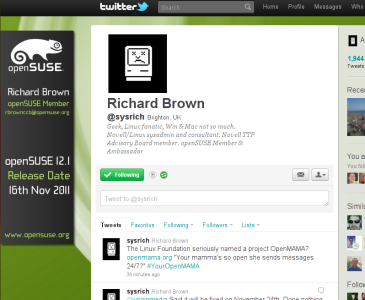 twitter
Search
Home
Profile
Messages
Who
openSUSE
Richard Brown
openSUSE Member
rbrownccb@opensuse.org
openSUSE 12.1
Release Date
16th Nov 2011
www.opensuse.org
Richard Brown
@sysrich Brighton, UK
Geek, Linux fanatic, Win & Mac not so much.
Novell/Linux sysadmin and consultant. Novell TTP
Advisory Board member. openSUSE Member &
Ambassador
Following
Tweet to @sysrich
Tweets
Favorites
Following
Followers
Lists
sysrich Richard Brown
The Linux Foundation seriously named a project OpenMAMA?
openmama.org "Your mamma's so open she sends messages
24/7?" #YourOpenMAMA
39 minutes ago
sysrich Richard Brown
Said it will be fixed on November 24th. Done nothing
A
1,944
Tweets
Recen
You a
Simila
Follow